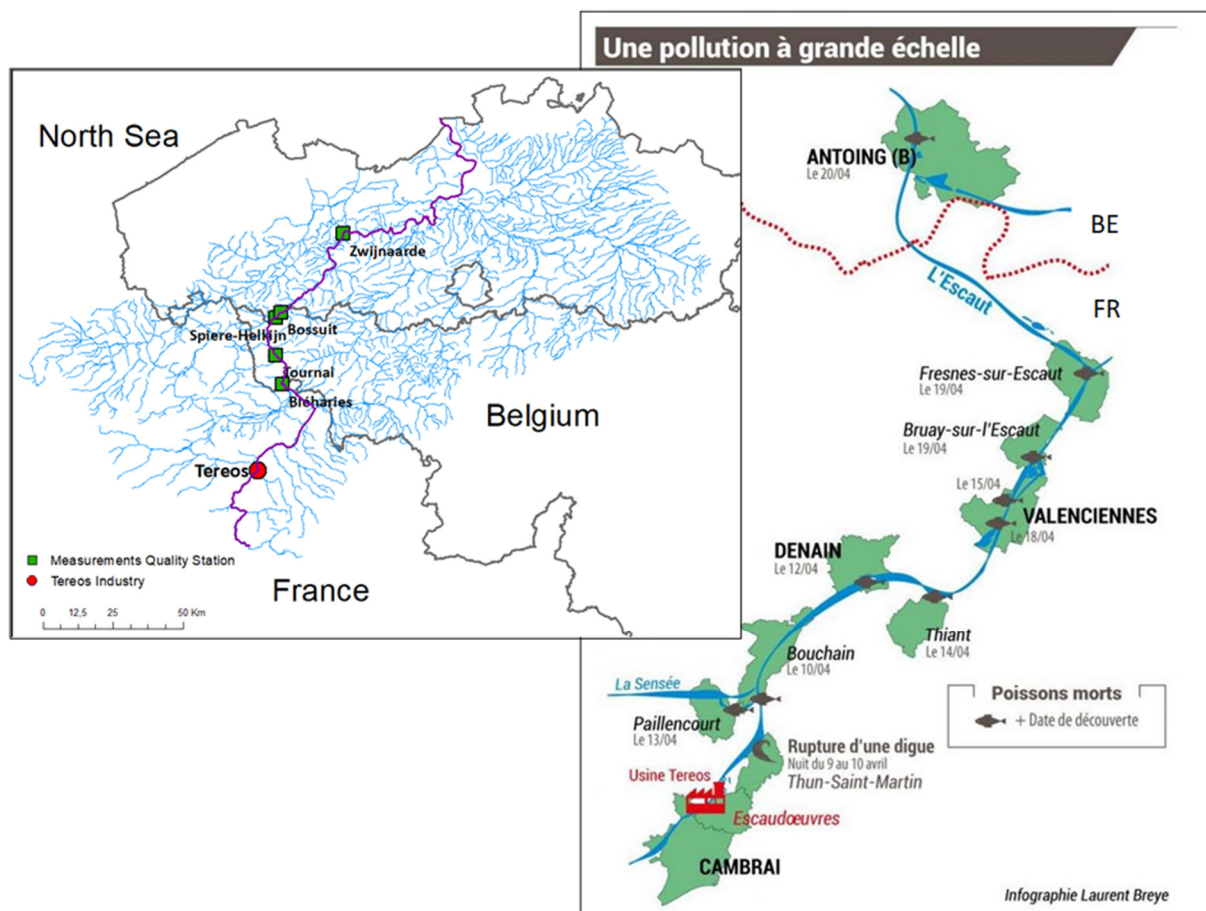 North Sea
Zwijnaarde
Bossuit
Spiere-Helkijn
Tournai
Bléharies
Belgium
Tereos
Measurements Quality Station
Tereos Industry
France
0 12,5 25 50 Km
Une pollution à grande échelle
ANTOING (B)
Le 20/04
BE
L'Escaut
FR
Fresnes-sur-Escaut
Le 19/04
Bruay-sur-l'Escaut
Le 19/04
Le 15/04
VALENCIENNES
Le 18/04
DENAIN
Le 12/04
Thiant
Le 14/04
Bouchain
Le 10/04
La Sensée
Paillencourt
Le 13/04
Poissons morts
+ Date de découverte
Rupture d'une digue
Nuit du 9 au 10 avril
Thun-Saint-Martin
Usine Tereos
Escaudœuvres
CAMBRAI
Infographie Laurent Breye